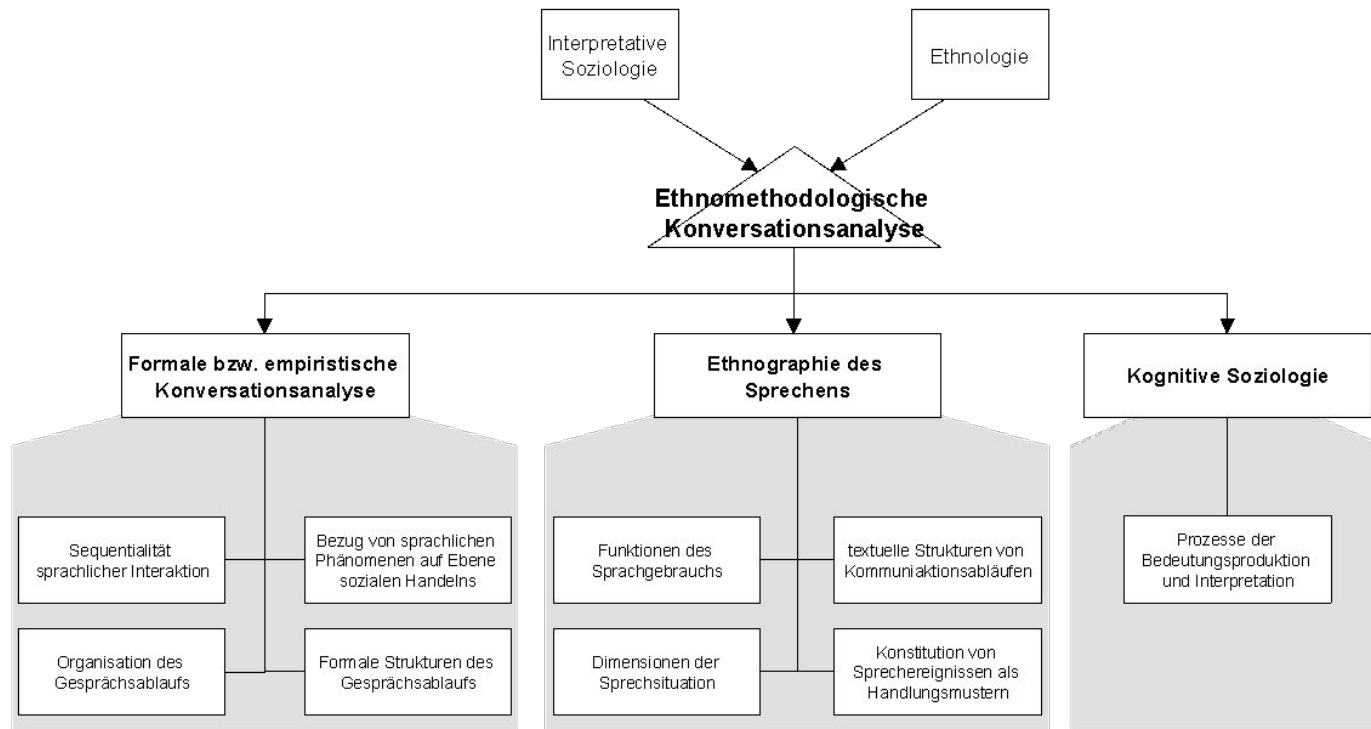 Interpretative
Soziologie
Ethnologie
Ethnomethodologische
Konversationsanalyse
Formale bzw. empiristische
Konversationsanalyse
Ethnographie des
Sprechens
Kognitive Soziologie
Sequentialität
sprachlicher Interaktion
Bezug von sprachlichen
Phänomenen auf Ebene
sozialen Handelns
Funktionen des
Sprachgebrauchs
textuelle Strukturen von
Kommuniaktionsabläufen
Prozesse der
Bedeutungsproduktion
und Interpretation
Organisation des
Gesprächsablaufs
Formale Strukturen des
Gesprächsablaufs
Dimensionen der
Sprechsituation
Konstitution von
Sprechereignissen als
Handlungsmustern